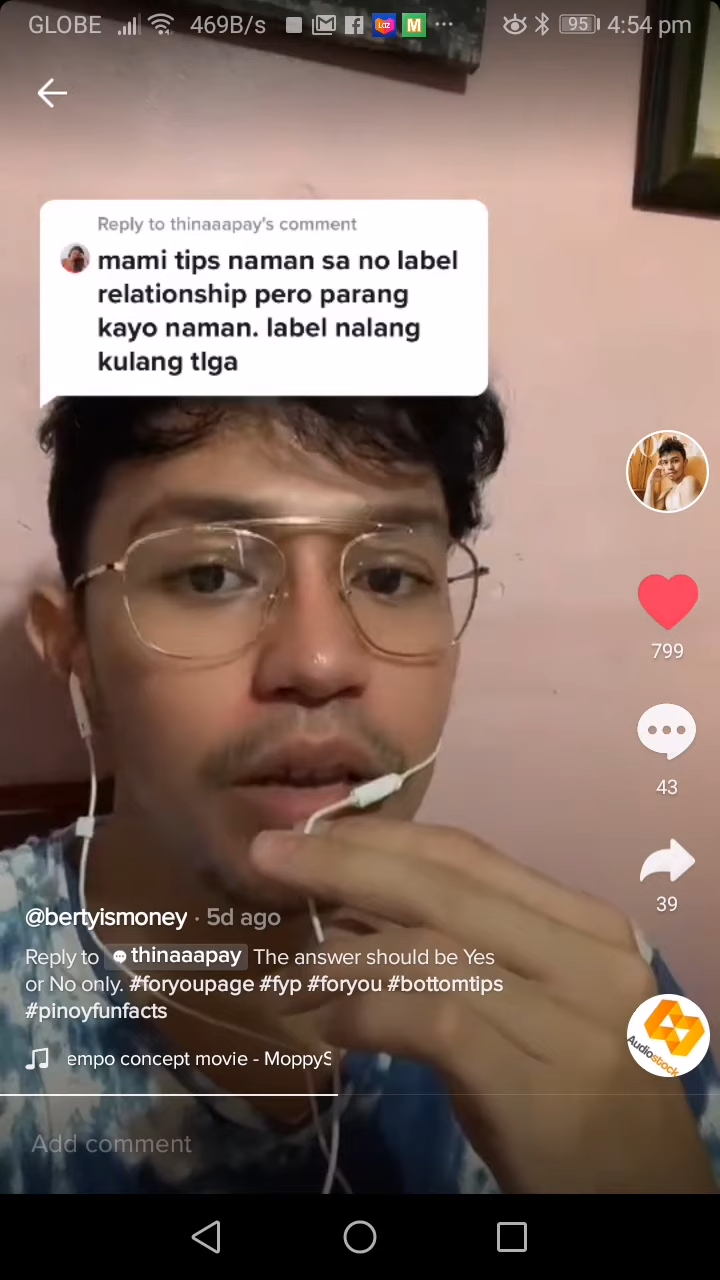 GLOBE 469B/s 95 4:54 pm
Reply to thinaaapay's comment
mami tips naman sa no label
relationship pero parang
kayo naman. label nalang
kulang tlga
799
43
39
@bertyismoney · 5d ago
Reply to thinaaapay The answer should be Yes
or No only. #foryoupage #fyp #foryou #bottomtips
#pinoyfunfacts
Audiostock
empo concept movie - MoppyS
Add comment